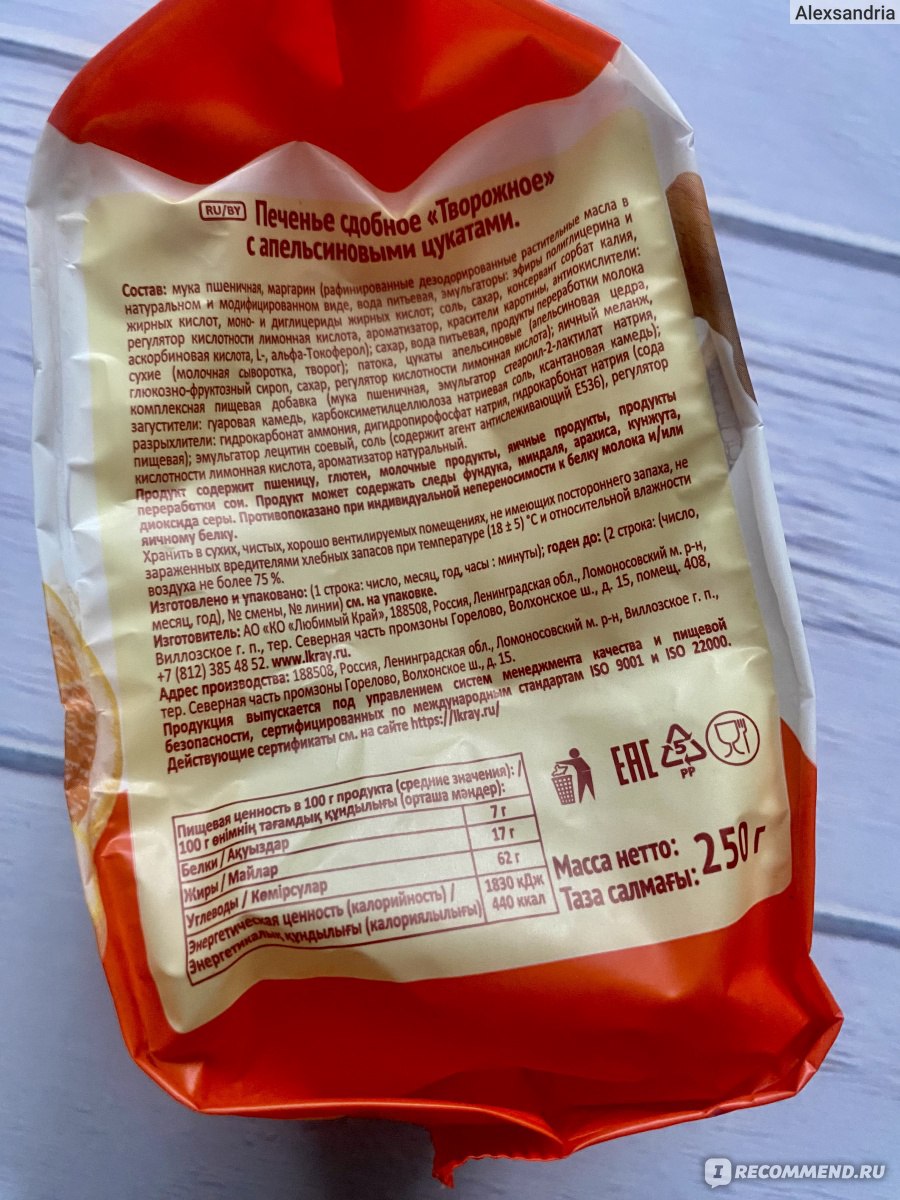 Alexsandria
RU/BY Печенье сдобное «Творожное»
с апельсиновыми цукатами.
Состав: мука пшеничная, маргарин (рафинированные дезодорированные растительные масла в
натуральном и модифицированном виде, вода питьевая, эмульгаторы: эфиры полиглицерина и
жирных кислот, моно- и диглицериды жирных кислот; соль, сахар, консервант сорбат калия,
регулятор кислотности лимонная кислота, ароматизатор, красители каротины, антиокислители:
аскорбиновая кислота, L-, альфа-Токоферол); сахар, вода питьевая, продукты переработки молока
сухие (молочная сыворотка, творог); патока, цукаты апельсиновые (апельсиновая цедра,
глюкозно-фруктозный сироп, сахар, регулятор кислотности лимонная кислота); яичный меланж,
комплексная пищевая добавка (мука пшеничная, эмульгатор стеароил-2-лактилат натрия,
загустители: гуаровая камедь, карбоксиметилцеллюлоза натриевая соль, ксантановая камедь);
разрыхлители: гидрокарбонат аммония, дигидропирофосфат натрия, гидрокарбонат натрия (сода
пищевая); эмульгатор лецитин соевый, соль (содержит агент антислеживающий Е536), регулятор
кислотности лимонная кислота, ароматизатор натуральный.
Продукт содержит пшеницу, глютен, молочные продукты, яичные продукты, продукты
переработки сои. Продукт может содержать следы фундука, миндаля, арахиса, кунжута,
диоксида серы. Противопоказано при индивидуальной непереносимости к белку молока и/или
яичному белку.
Хранить в сухих, чистых, хорошо вентилируемых помещениях, не имеющих постороннего запаха, не
зараженных вредителями хлебных запасов при температуре (18 ± 5) °С и относительной влажности
воздуха не более 75 %.
Изготовлено и упаковано: (1 строка: число, месяц, год, часы : минуты); годен до: (2 строка: (число,
месяц, год), № смены, № линии) см. на упаковке.
Изготовитель: АО «КО «Любимый Край», 188508, Россия, Ленинградская обл., Ломоносовский м. р-н,
Виллозское г. п., тер. Северная часть промзоны Горелово, Волхонское ш., д. 15, помещ. 408,
+7 (812) 385 48 52. www.lkray.ru.
Адрес производства: 188508, Россия, Ленинградская обл., Ломоносовский м. р-н, Виллозское г. п.,
тер. Северная часть промзоны Горелово, Волхонское ш., д. 15.
Продукция выпускается под управлением систем менеджмента качества и пищевой
безопасности, сертифицированных по международным стандартам ISO 9001 и ISO 22000.
Действующие сертификаты см. на сайте https://lkray.ru/
Пищевая ценность в 100 г продукта (средние значения): /
100 г өнімнің тағамдық құндылығы (орташа мәндер):
Белки / Ақуыздар 7 г
Жиры / Майлар 17 г
Углеводы / Көмірсулар 62 г
Энергетическая ценность (калорийность) / 1830 кДж
Энергетикалық құндылығы (калориялылығы) 440 ккал
EAC 5 PP
Масса нетто:
Таза салмағы: 250 г
IRECOMMEND.RU